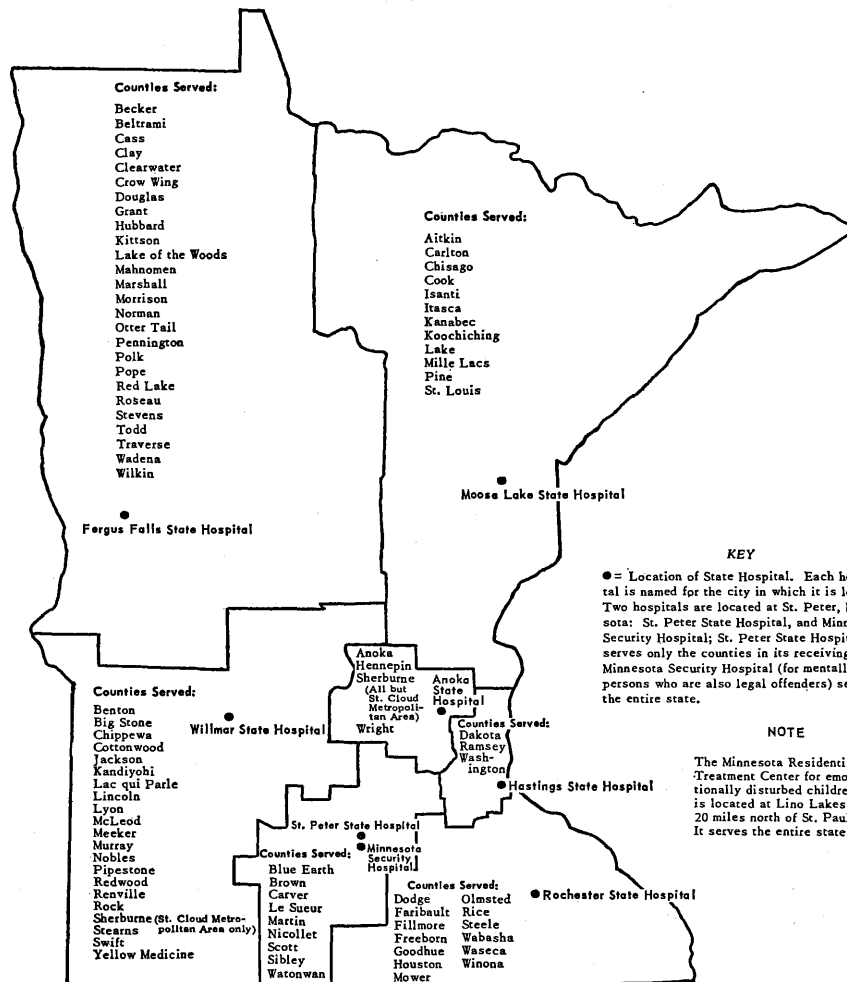 Counties Served:
Becker
Beltrami
Cass
Clay
Clearwater
Crow Wing
Douglas
Grant
Hubbard
Kittson
Lake of the Woods
Mahnomen
Marshall
Morrison
Norman
Otter Tail
Pennington
Polk
Pope
Red Lake
Roseau
Stevens
Todd
Traverse
Wadena
Wilkin
Fergus Falls State Hospital
Counties Served:
Aitkin
Carlton
Chisago
Cook
Isanti
Itasca
Kanabec
Koochiching
Lake
Mille Lacs
Pine
St. Louis
Moose Lake State Hospital
KEY
●= Location of State Hospital. Each
tal is named for the city in which it is
Two hospitals are located at St. Peter,
sota: St. Peter State Hospital, and
Security Hospital; St. Peter State
serves only the counties in its receiving
Minnesota Security Hospital (for
persons who are also legal offenders)
the entire state.
NOTE
The Minnesota
Treatment Center for
tionally disturbed
is located at Lino Lakes
20 miles north of St. Paul
It serves the entire state
Anoka
Hennepin
Sherburne
(All but
St. Cloud
Metropoli-
tan Area)
Wright
Anoka
State
Hospital
Counties Served:
Dakota
Ramsey
Wash-
ington
Hastings State Hospital
Counties Served:
Benton
Big Stone
Chippewa
Cottonwood
Jackson
Kandiyohi
Lac qui Parle
Lincoln
Lyon
McLeod
Meeker
Murray
Nobles
Pipestone
Redwood
Renville
Rock
Sherburne (St. Cloud Metro-
Stearns politan Area only)
Swift
Yellow Medicine
Willmar State Hospital
St. Peter State Hospital
Minnesota
Security
Hospital
Counties Served:
Blue Earth
Brown
Carver
Le Sueur
Martin
Nicollet
Scott
Sibley
Watonwan
Counties Served:
Dodge Olmsted
Faribault Rice
Fillmore Steele
Freeborn Wabasha
Goodhue Waseca
Houston Winona
Mower
Rochester State Hospital